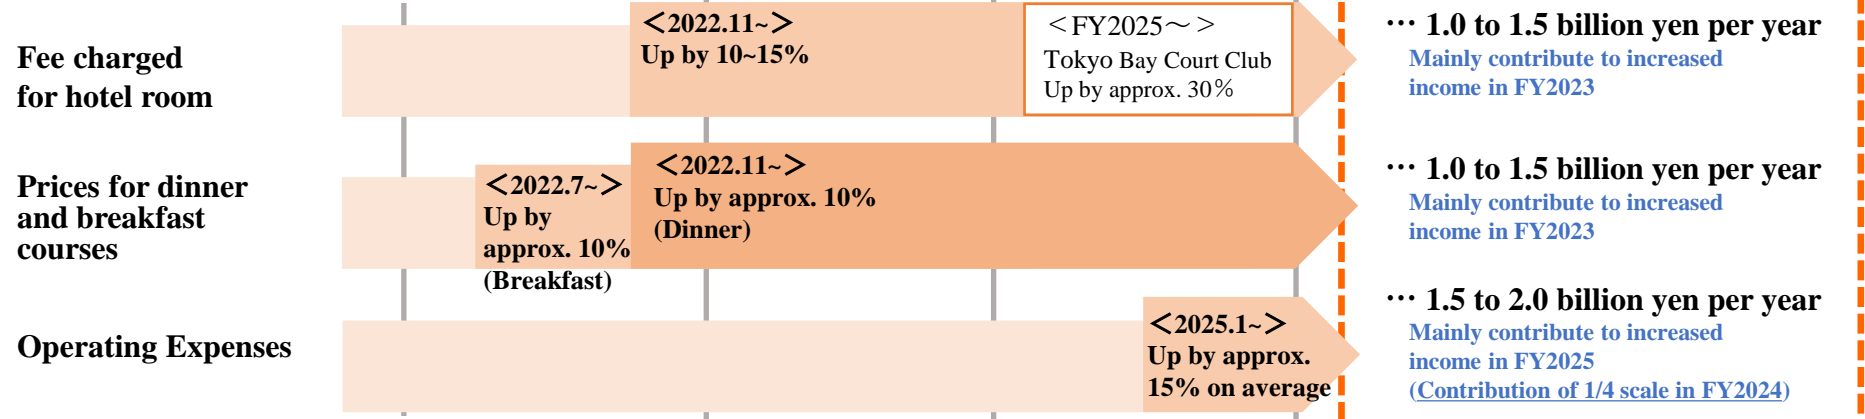 Fee charged
for hotel room
＜2022.11~＞
Up by 10~15%
＜FY2025～＞
Tokyo Bay Court Club
Up by approx. 30％
… 1.0 to 1.5 billion yen per year
Mainly contribute to increased
income in FY2023
Prices for dinner
and breakfast
courses
＜2022.7~＞
Up by
approx. 10%
(Breakfast)
＜2022.11~＞
Up by approx. 10%
(Dinner)
… 1.0 to 1.5 billion yen per year
Mainly contribute to increased
income in FY2023
Operating Expenses
＜2025.1~＞
Up by approx.
15% on average
… 1.5 to 2.0 billion yen per year
Mainly contribute to increased
income in FY2025
(Contribution of 1/4 scale in FY2024)